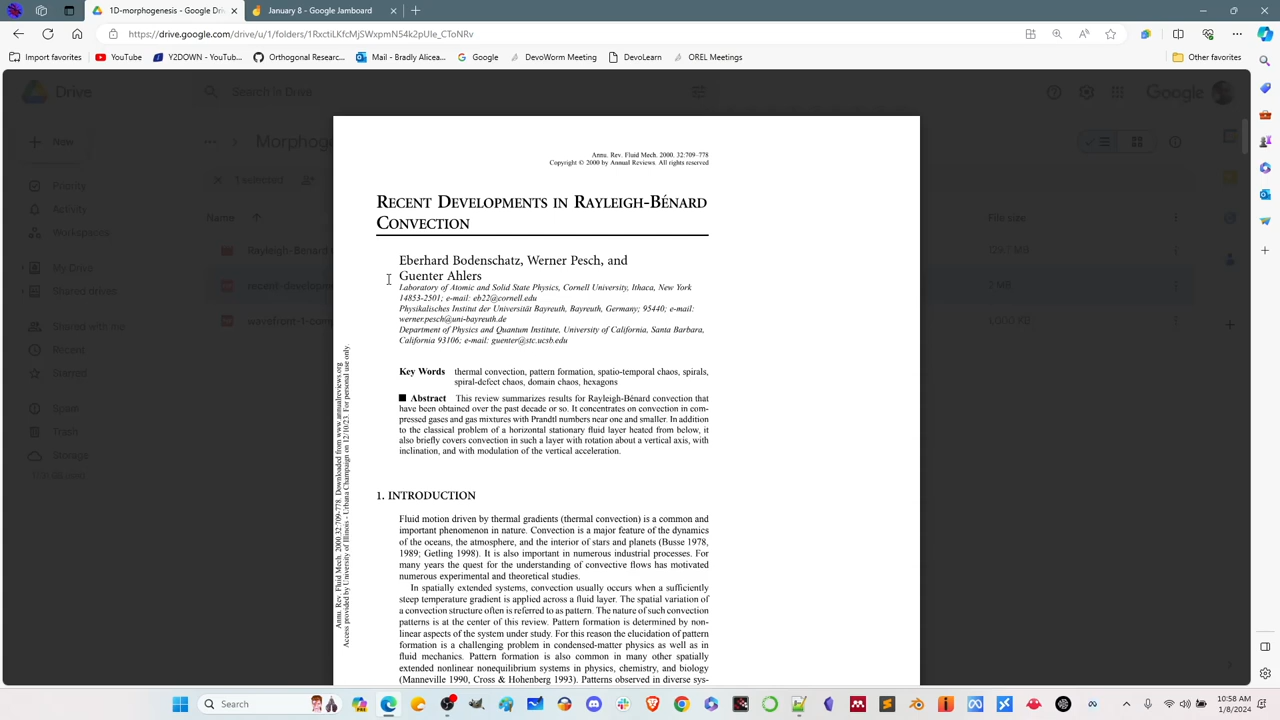 1D-morphogenesis - Google Drive
January 8, 2024
https://drive.google.com/drive/u/1/folders/1RxctiLKfcMjSWxpmN54k2pUIe_CToNRv
Import favorites
YouTube
Y2DOWN - YouTub...
Orthogonal Researc...
Mail - Bradly Alicea...
Google
DevoWorm Meeting
DevoLearn
OREL Meetings
Other favorites
Drive
Search in Drive
Google
New
Morphog
Priority
Activity
Workspaces
My Drive
Shared drives
Shared with me
Recent
Starred
Spam
Trash
Storage
1 selected
Name
File size
Rayleigh-Benard
recent-developme
2 MB
wavefront-1-com
Annu. Rev. Fluid Mech. 2000. 32:709–778
Copyright © 2000 by Annual Reviews. All rights reserved
RECENT DEVELOPMENTS IN RAYLEIGH-BÉNARD
CONVECTION
Eberhard Bodenschatz, Werner Pesch, and
Guenter Ahlers
Laboratory of Atomic and Solid State Physics, Cornell University, Ithaca, New York
14853-2501; e-mail: eb22@cornell.edu
Physikalisches Institut der Universität Bayreuth, Bayreuth, Germany; 95440; e-mail:
werner.pesch@uni-bayreuth.de
Department of Physics and Quantum Institute, University of California, Santa Barbara,
California 93106; e-mail: guenter@stc.ucsb.edu
Key Words thermal convection, pattern formation, spatio-temporal chaos, spirals,
spiral-defect chaos, domain chaos, hexagons
Abstract This review summarizes results for Rayleigh-Bénard convection that
have been obtained over the past decade or so. It concentrates on convection in com-
pressed gases and gas mixtures with Prandtl numbers near one and smaller. In addition
to the classical problem of a horizontal stationary fluid layer heated from below, it
also briefly covers convection in such a layer with rotation about a vertical axis, with
inclination, and with modulation of the vertical acceleration.
1. INTRODUCTION
Fluid motion driven by thermal gradients (thermal convection) is a common and
important phenomenon in nature. Convection is a major feature of the dynamics
of the oceans, the atmosphere, and the interior of stars and planets (Busse 1978,
1989; Getling 1998). It is also important in numerous industrial processes. For
many years the quest for the understanding of convective flows has motivated
numerous experimental and theoretical studies.
In spatially extended systems, convection usually occurs when a sufficiently
steep temperature gradient is applied across a fluid layer. The spatial variation of
a convection structure often is referred to as pattern. The nature of such convection
patterns is at the center of this review. Pattern formation is determined by non-
linear aspects of the system under study. For this reason the elucidation of pattern
formation is a challenging problem in condensed-matter physics as well as in
fluid mechanics. Pattern formation is also common in many other spatially
extended nonlinear nonequilibrium systems in physics, chemistry, and biology
(Manneville 1990, Cross & Hohenberg 1993). Patterns observed in diverse sys-
Annu. Rev. Fluid Mech. 2000.32:709-778. Downloaded from www.annualreviews.org
Access provided by University of Illinois - Urbana Champaign on 12/10/23. For personal use only.
Search
10:58 AM
1/8/2024